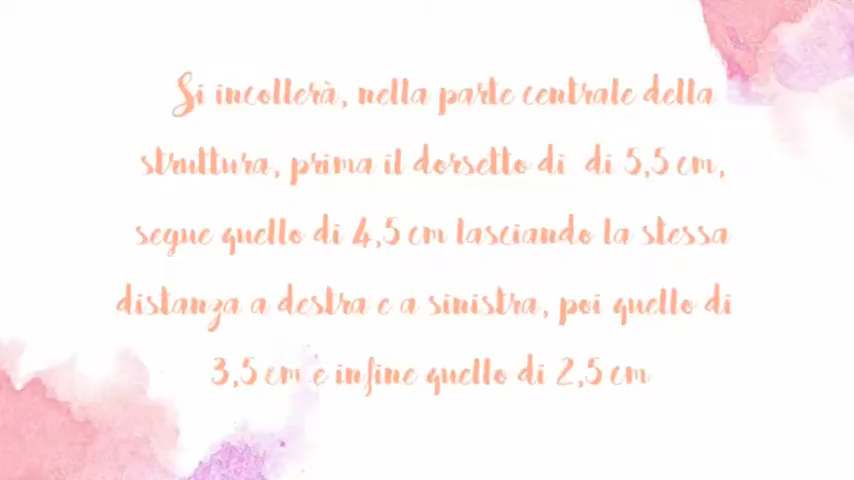 Si incollerà, nella parte centrale della
struttura, prima il dorsetto di di 5,5 cm,
segue quello di 4,5 cm lasciando la stessa
distanza a destra e a sinistra, poi quello di
3,5 cm e infine quello di 2,5 cm